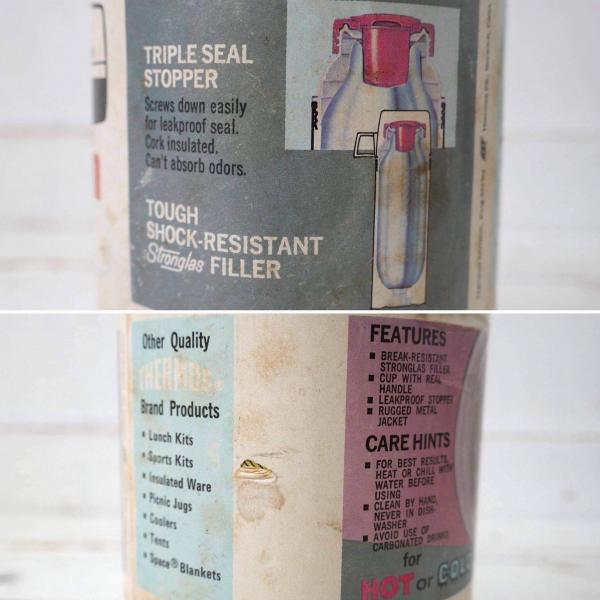 TRIPLE SEAL
STOPPER
Screws down easily
for leakproof seal.
Cork insulated.
Can't absorb odors.
TOUGH
SHOCK-RESISTANT
Stronglas FILLER
Other Quality
THERMOS®
Brand Products
• Lunch Kits
• Sports Kits
• Insulated Ware
• Picnic Jugs
• Coolers
• Tents
• Space® Blankets
FEATURES
■ BREAK-RESISTANT
STRONGLAS FILLER
■ CUP WITH REAL
HANDLE
■ LEAKPROOF STOPPER
■ RUGGED METAL
JACKET
CARE HINTS
■ FOR BEST RESULTS,
HEAT OR CHILL WITH
WATER BEFORE
USING
■ CLEAN BY HAND,
NEVER IN DISH-
WASHER
■ AVOID USE OF
CARBONATED DRINKS
for
HOT or COLD